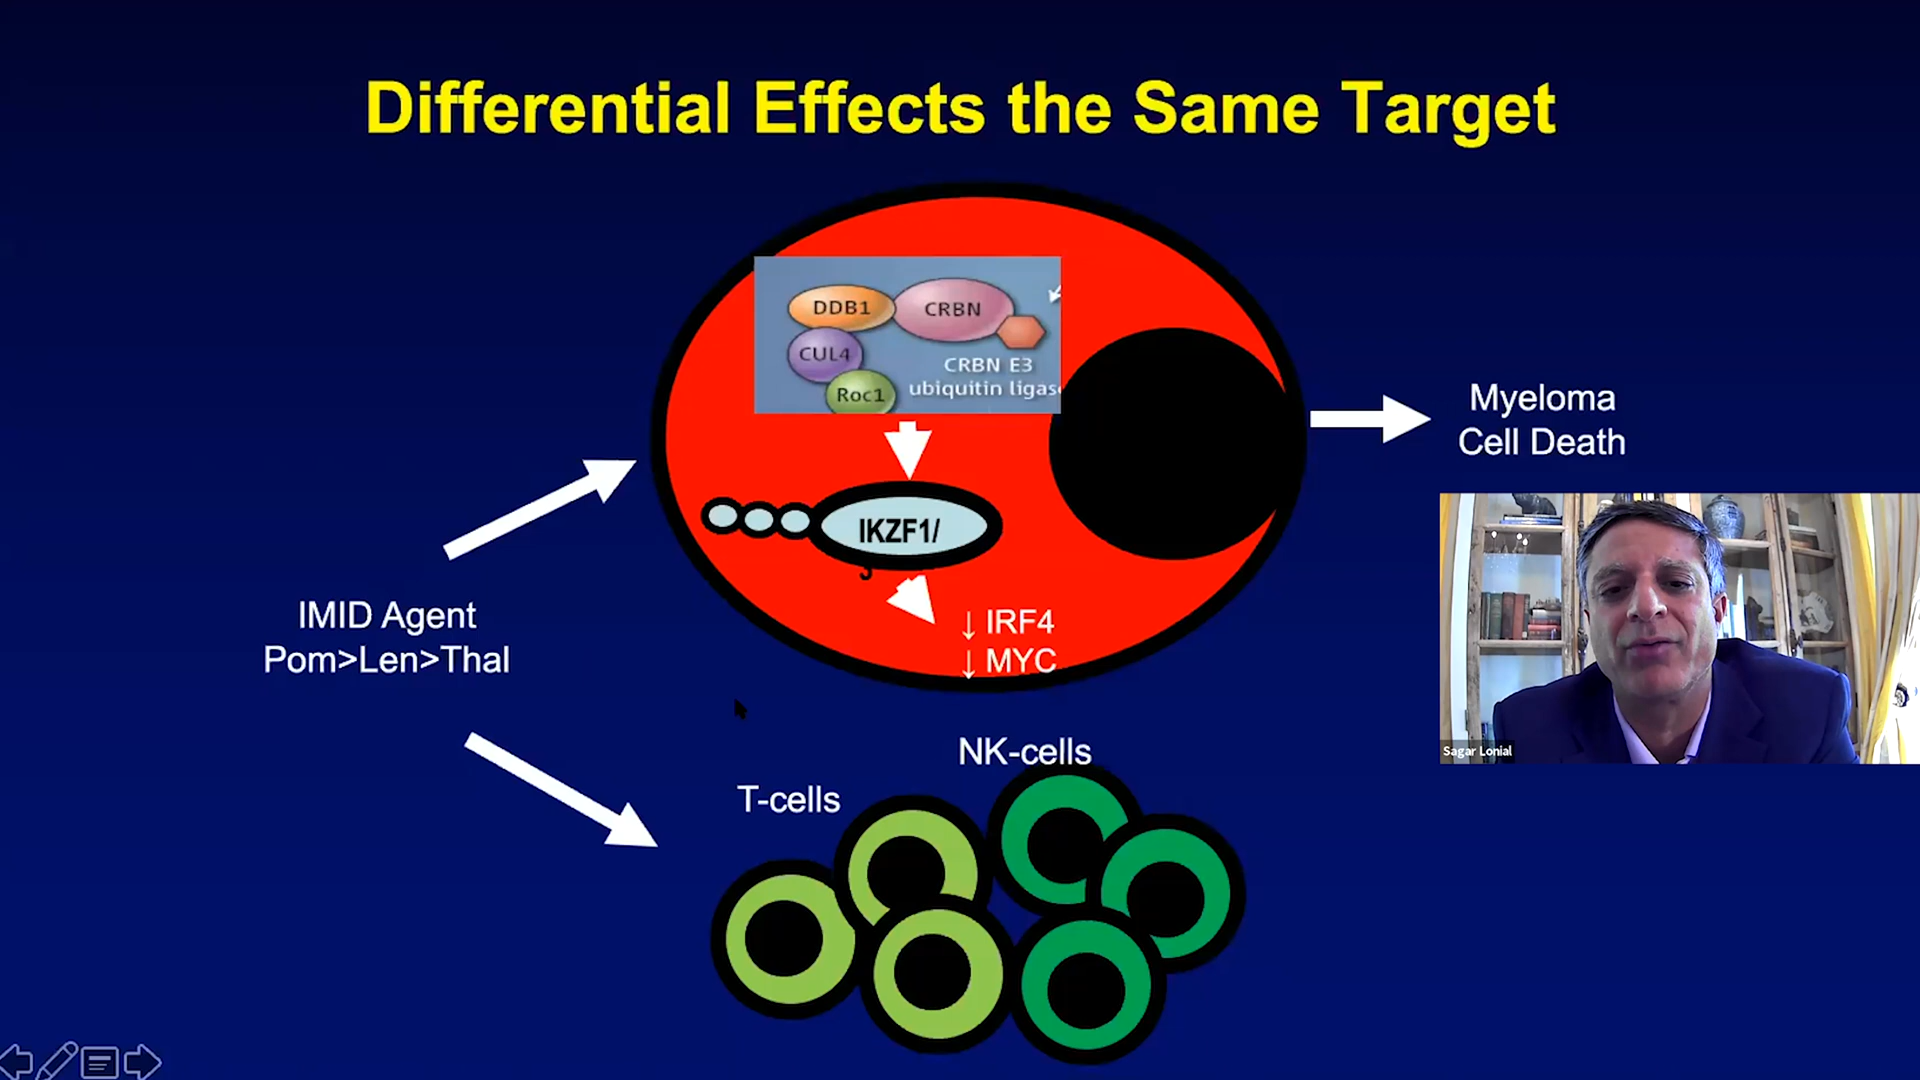 Differential Effects the Same Target
DDB1
CRBN
CUL4
CRBN E3
Roc1
ubiquitin ligas
Myeloma
Cell Death
IKZF1/
3
IMID Agent
Pom>Len>Thal
↓ IRF4
↓ MYC
NK-cells
T-cells
Sagar Lonial